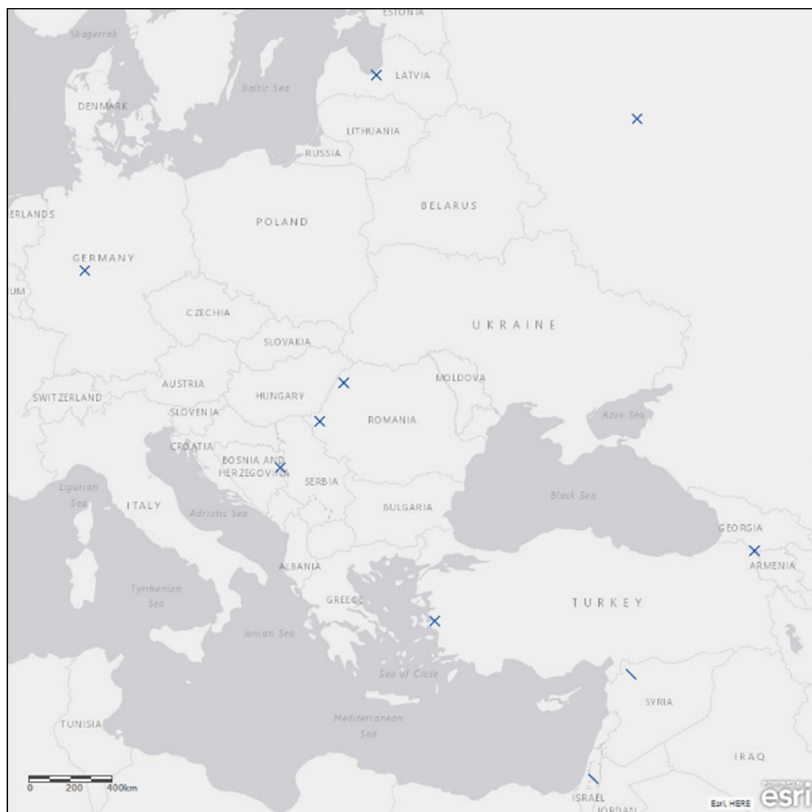 ESTONIA
Skagerrak
LATVIA
Baltic Sea
DENMARK
LITHUANIA
RUSSIA
BELARUS
ERLANDS
POLAND
GERMANY
UM
CZECHIA
UKRAINE
SLOVAKIA
MOLDOVA
AUSTRIA
SWITZERLAND
HUNGARY
SLOVENIA
ROMANIA
Azov Sea
CROATIA
BOSNIA AND
HERZEGOVINA
SERBIA
Ligurian
Sea
Black Sea
ITALY
BULGARIA
Adriatic Sea
GEORGIA
ALBANIA
ARMENIA
Tyrrhenian
Sea
GREECE
TURKEY
Ionian Sea
Sea of Crete
SYRIA
Mediterranean
Sea
TUNISIA
IRAQ
0 200 400km
ISRAEL
JORDAN
Esri, HERE
esri